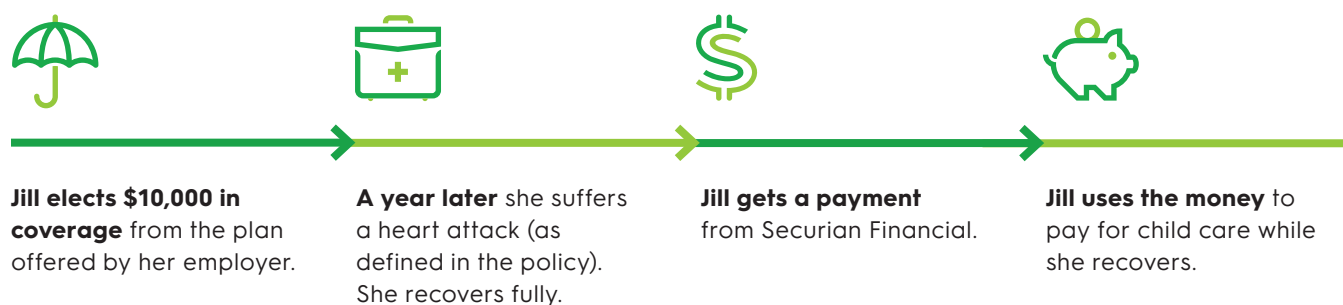 Jill elects $10,000 in
coverage from the plan
offered by her employer.
A year later she suffers
a heart attack (as
defined in the policy).
She recovers fully.
Jill gets a payment
from Securian Financial.
Jill uses the money to
pay for child care while
she recovers.